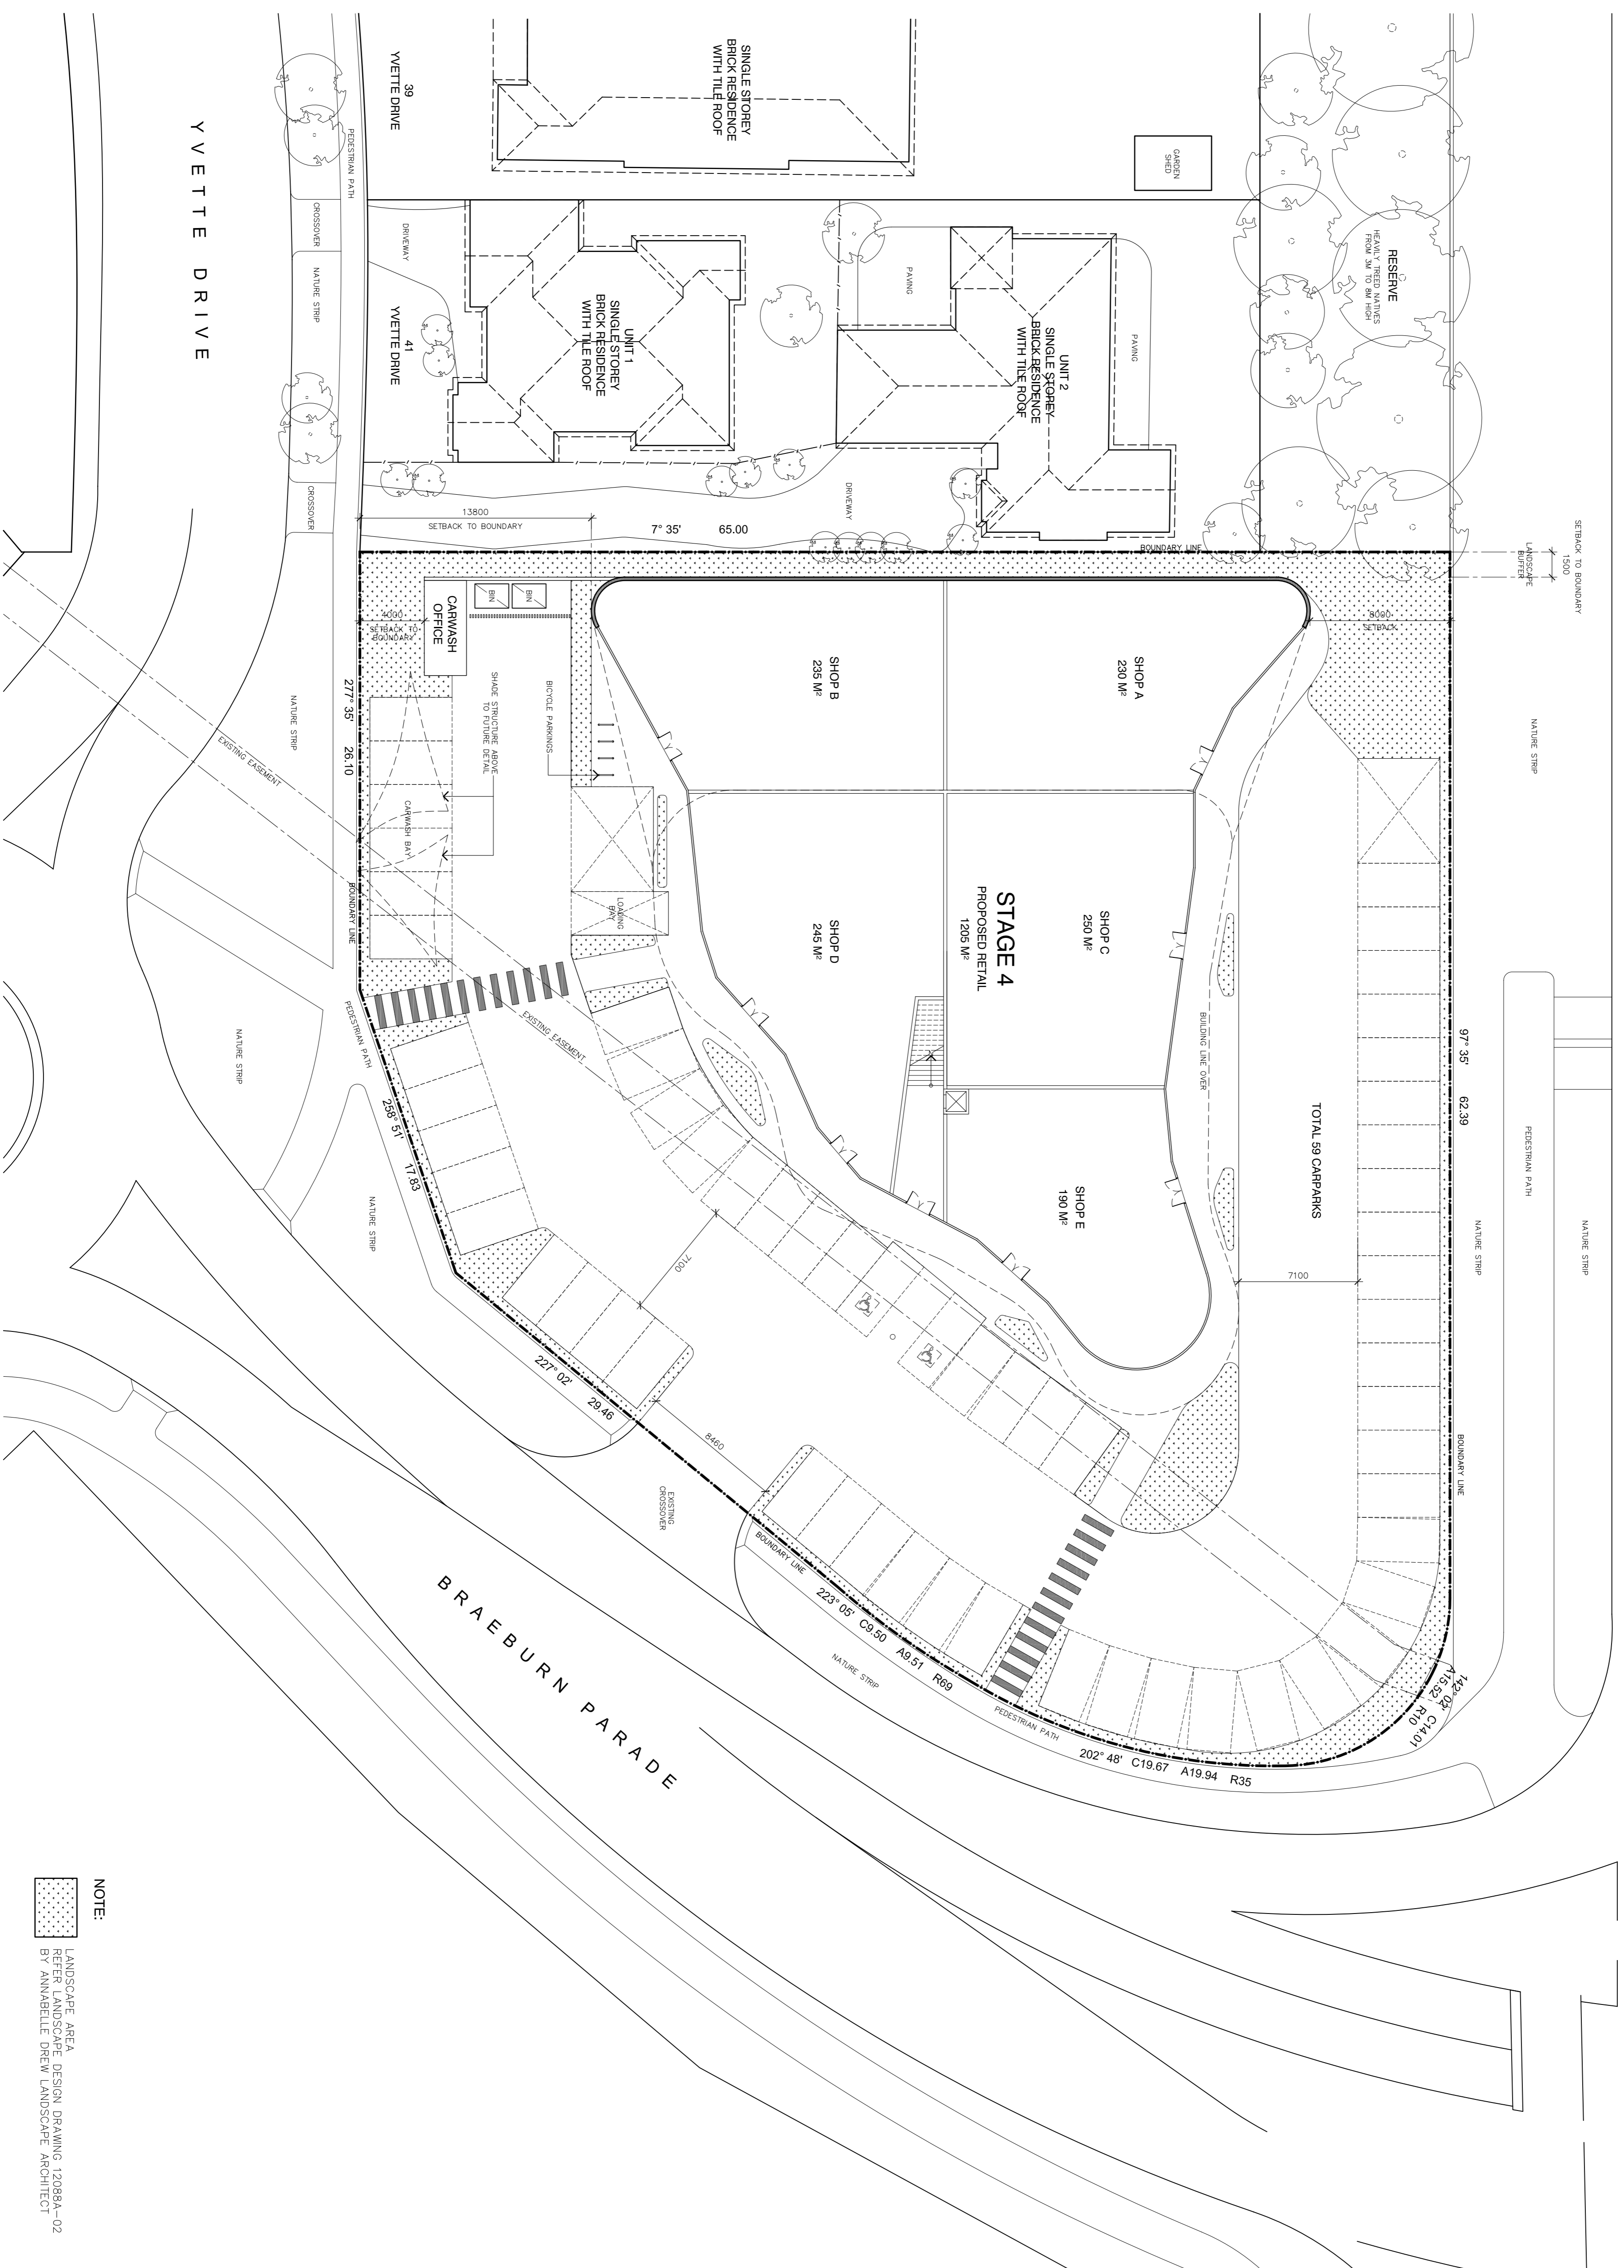 39
YVETTE DRIVE
SINGLE STOREY
BRICK RESIDENCE
WITH TILE ROOF
GARDEN
SHED
PEDESTRIAN PATH
YVETTE DRIVE
CROSSOVER
NATURE STRIP
CROSSOVER
DRIVEWAY
41
YVETTE DRIVE
UNIT 1
SINGLE STOREY
BRICK RESIDENCE
WITH TILE ROOF
PAVING
UNIT 2
SINGLE STOREY
BRICK RESIDENCE
WITH TILE ROOF
PAVING
RESERVE
HEAVILY TREED NATIVES
FROM 3M TO 8M HIGH
DRIVEWAY
13800
SETBACK TO BOUNDARY
7° 35' 65.00
BOUNDARY LINE
LANDSCAPE
BUFFER
1500
SETBACK TO BOUNDARY
4000
SETBACK TO
BOUNDARY
CARWASH
OFFICE
BIN
BIN
8000
SETBACK
SHOP A
230 M²
SHOP B
235 M²
BICYCLE PARKINGS
SHADE STRUCTURE ABOVE
TO FUTURE DETAIL
NATURE STRIP
277° 35' 26.10
EXISTING EASEMENT
CARWASH BAY
BOUNDARY LINE
LOADING
BAY
NATURE STRIP
STAGE 4
PROPOSED RETAIL
1205 M²
SHOP C
250 M²
SHOP D
245 M²
SHOP E
190 M²
BUILDING LINE OVER
TOTAL 59 CARPARKS
97° 35' 62.39
PEDESTRIAN PATH
NATURE STRIP
NATURE STRIP
7100
BOUNDARY LINE
EXISTING EASEMENT
PEDESTRIAN PATH
NATURE STRIP
258° 51' 17.83
NATURE STRIP
7100
227° 02' 29.46
8460
EXISTING
CROSSOVER
BOUNDARY LINE
223° 05' C9.50 A9.51 R69
NATURE STRIP
PEDESTRIAN PATH
202° 48' C19.67 A19.94 R35
142° 02' C14.01
A15.52 R10
BRAEBURN PARADE
NOTE:
LANDSCAPE AREA
REFER LANDSCAPE DESIGN DRAWING 12088A-02
BY ANNABELLE DREW LANDSCAPE ARCHITECT